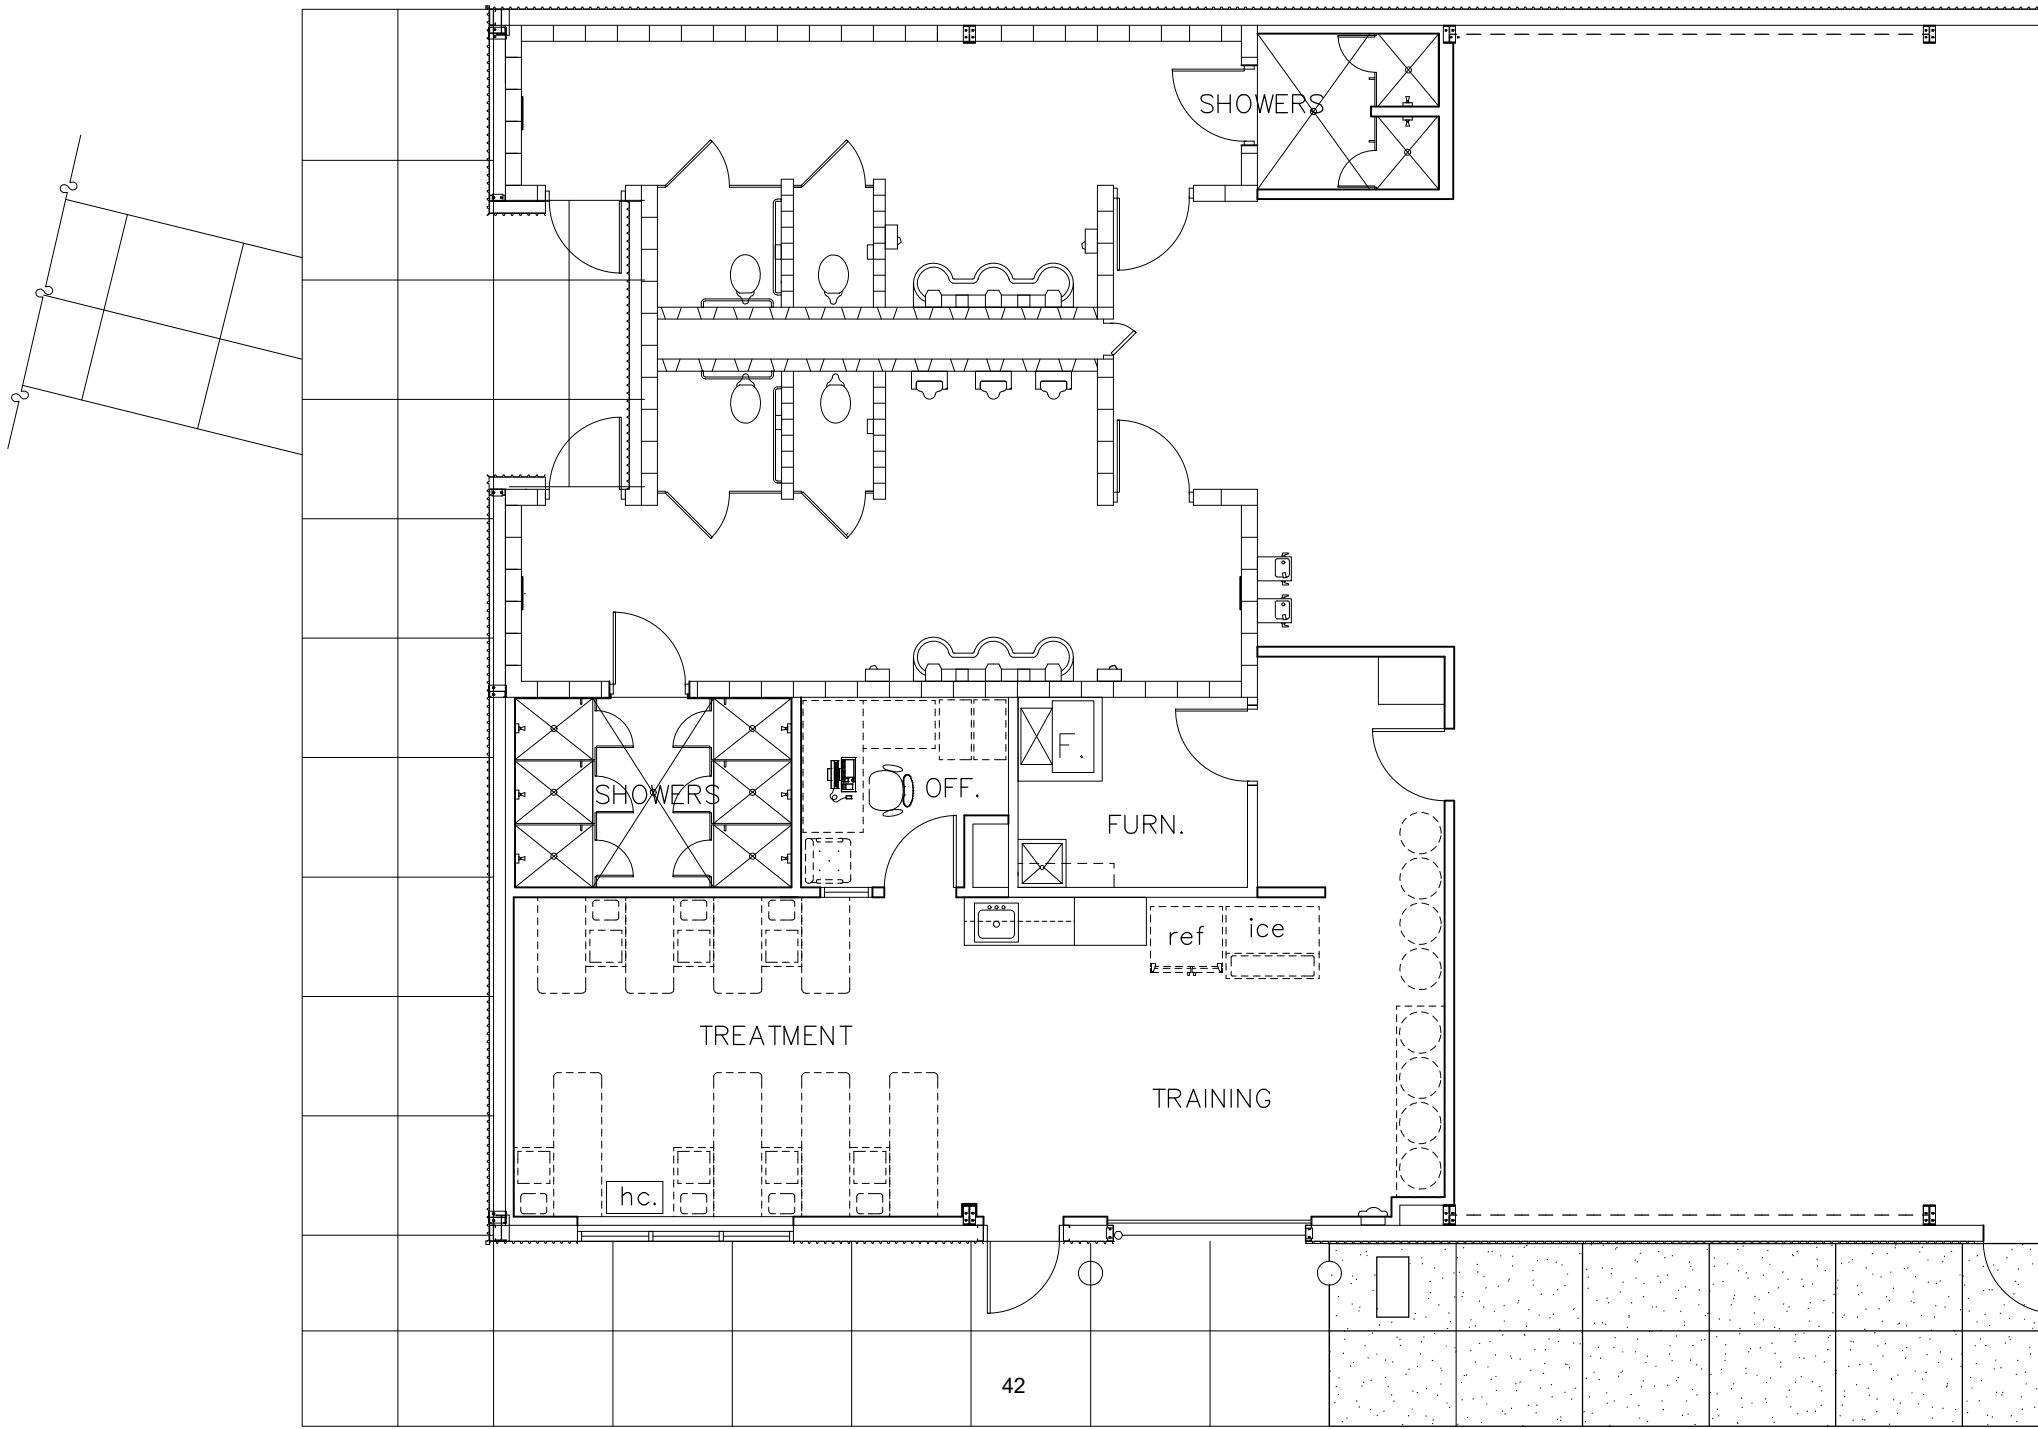 SHOWERS
F.
OFF.
SHOWERS
FURN.
ref
ice
TREATMENT
TRAINING
hc.
42